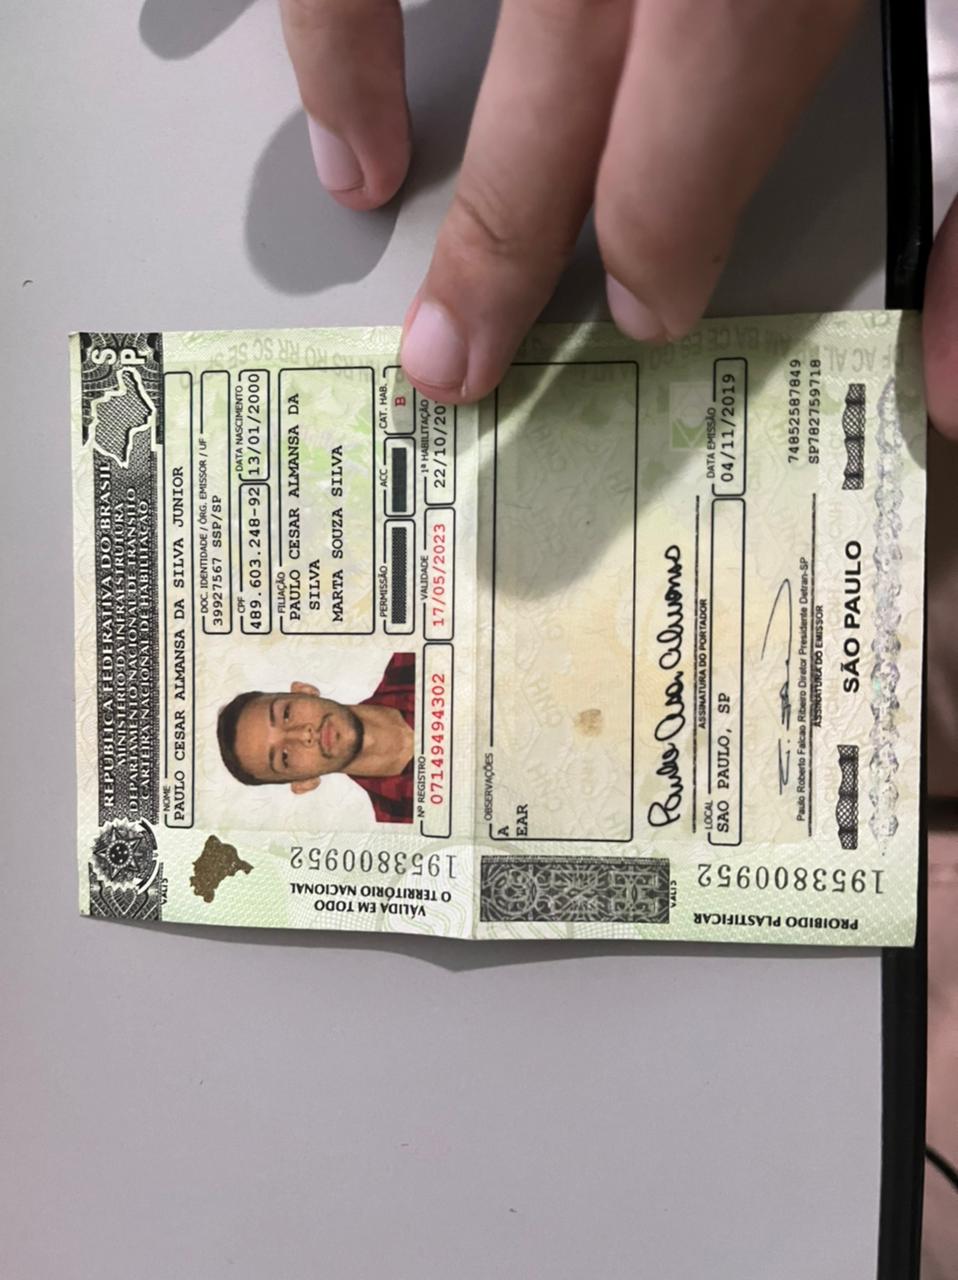 REPÚBLICA FEDERATIVA DO BRASIL
MINISTÉRIO DA INFRAESTRUTURA
DEPARTAMENTO NACIONAL DE TRÂNSITO
CARTEIRA NACIONAL DE HABILITAÇÃO
SP
NOME
PAULO CESAR ALMANSA DA SILVA JUNIOR
DOC. IDENTIDADE / ÓRG. EMISSOR / UF
39927567 SSP/SP
CPF
DATA NASCIMENTO
489.603.248-92
13/01/2000
FILIAÇÃO
PAULO CESAR ALMANSA DA
SILVA
MARTA SOUZA SILVA
PERMISSÃO
ACC
CAT. HAB.
B
Nº REGISTRO
VALIDADE
1ª HABILITAÇÃO
07149494302
17/05/2023
22/10/20
VÁLIDA EM TODO
O TERRITÓRIO NACIONAL
1953800952
OBSERVAÇÕES
A
EAR
Paulo Cesar Almansa
ASSINATURA DO PORTADOR
LOCAL
SAO PAULO, SP
DATA EMISSÃO
04/11/2019
Paulo Roberto Falcao Ribeiro Diretor Presidente Detran-SP
ASSINATURA DO EMISSOR
74852587849
SP782759718
SÃO PAULO
PROIBIDO PLASTIFICAR
1953800952